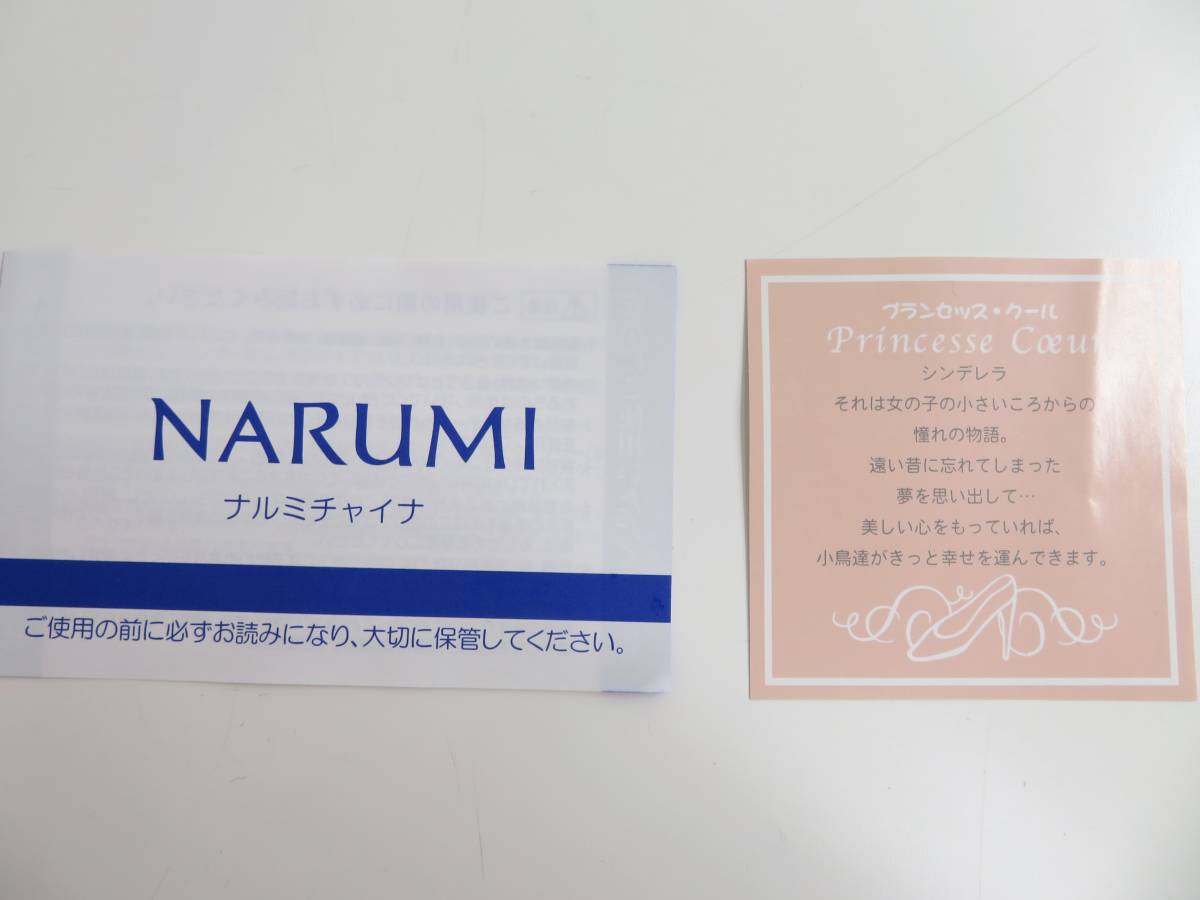 NARUMI
ナルミチャイナ
ご使用の前に必ずお読みになり、大切に保管してください。
プランセッス・クール
Princesse Cœur
シンデレラ
それは女の子の小さいころからの
憧れの物語。
遠い昔に忘れてしまった
夢を思い出して…
美しい心をもっていれば、
小鳥達がきっと幸せを運んできます。